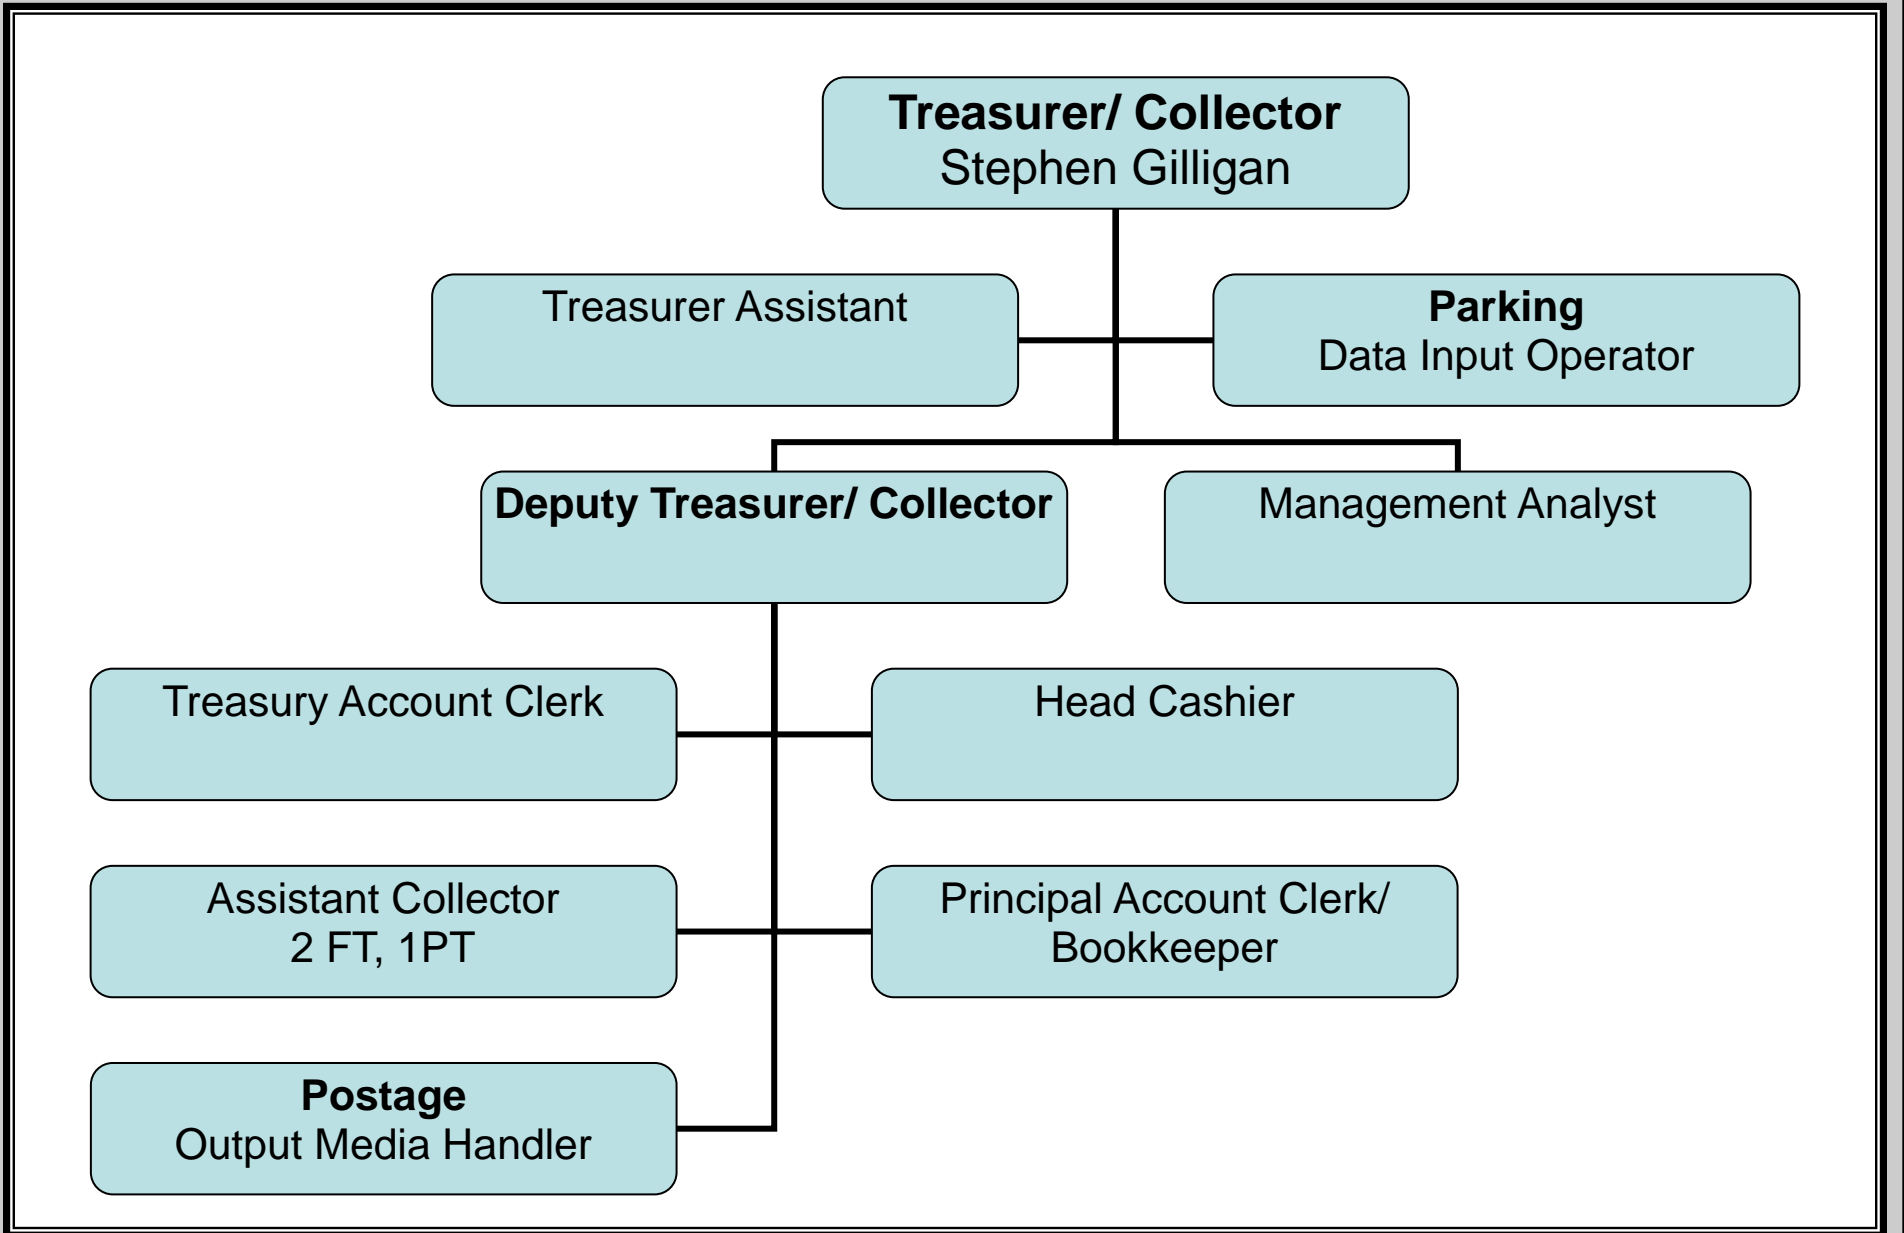 Treasurer/ Collector
Stephen Gilligan
Treasurer Assistant
Parking
Data Input Operator
Deputy Treasurer/ Collector
Management Analyst
Treasury Account Clerk
Head Cashier
Assistant Collector
2 FT, 1PT
Principal Account Clerk/
Bookkeeper
Postage
Output Media Handler